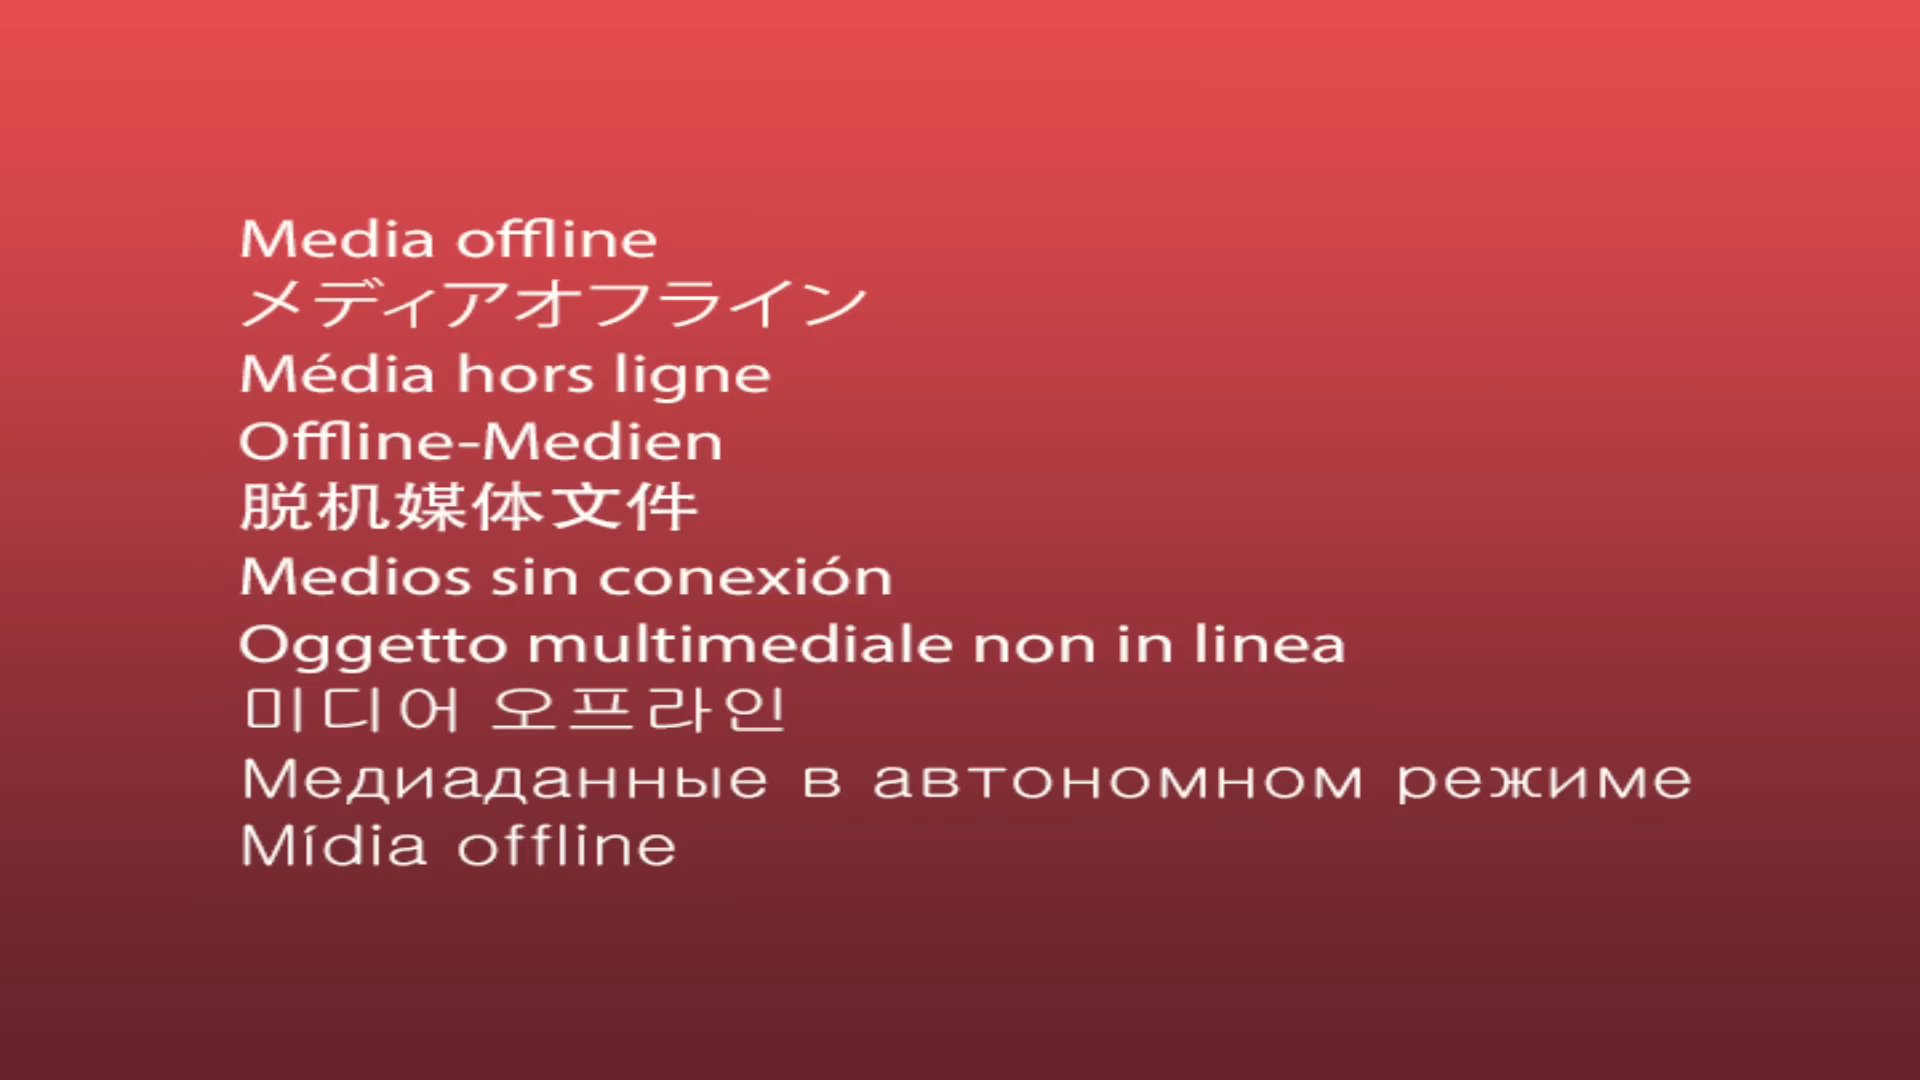 Media offline
メディアオフライン
Média hors ligne
Offline-Medien
脱机媒体文件
Medios sin conexión
Oggetto multimediale non in linea
미디어 오프라인
Медиаданные в автономном режиме
Mídia offline